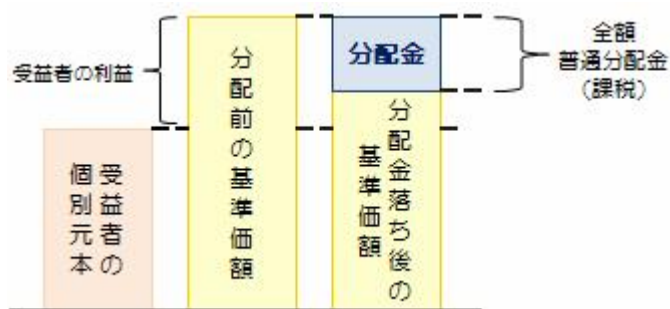 受益者の利益
受益者の
個別元本
分配前の基準価額
分配金
分配金落ち後の
基準価額
全額
普通分配金
(課税)